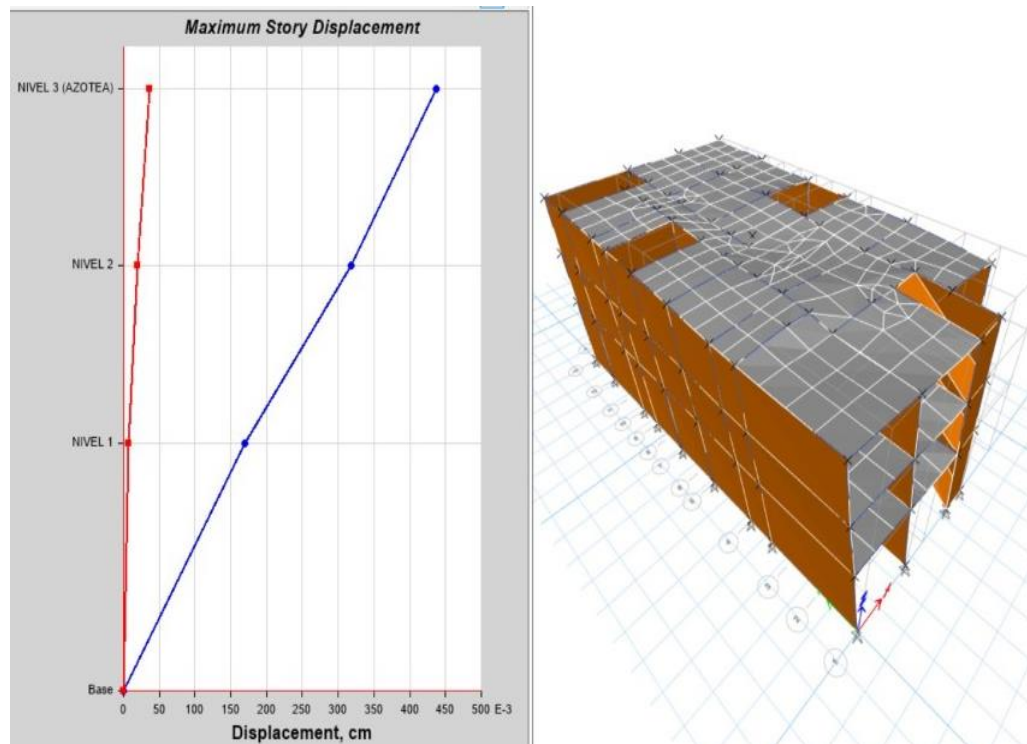 Maximum Story Displacement
NIVEL 3 (AZOTEA)
NIVEL 2
NIVEL 1
Base
0 50 100 150 200 250 300 350 400 450 500 E-3
Displacement, cm